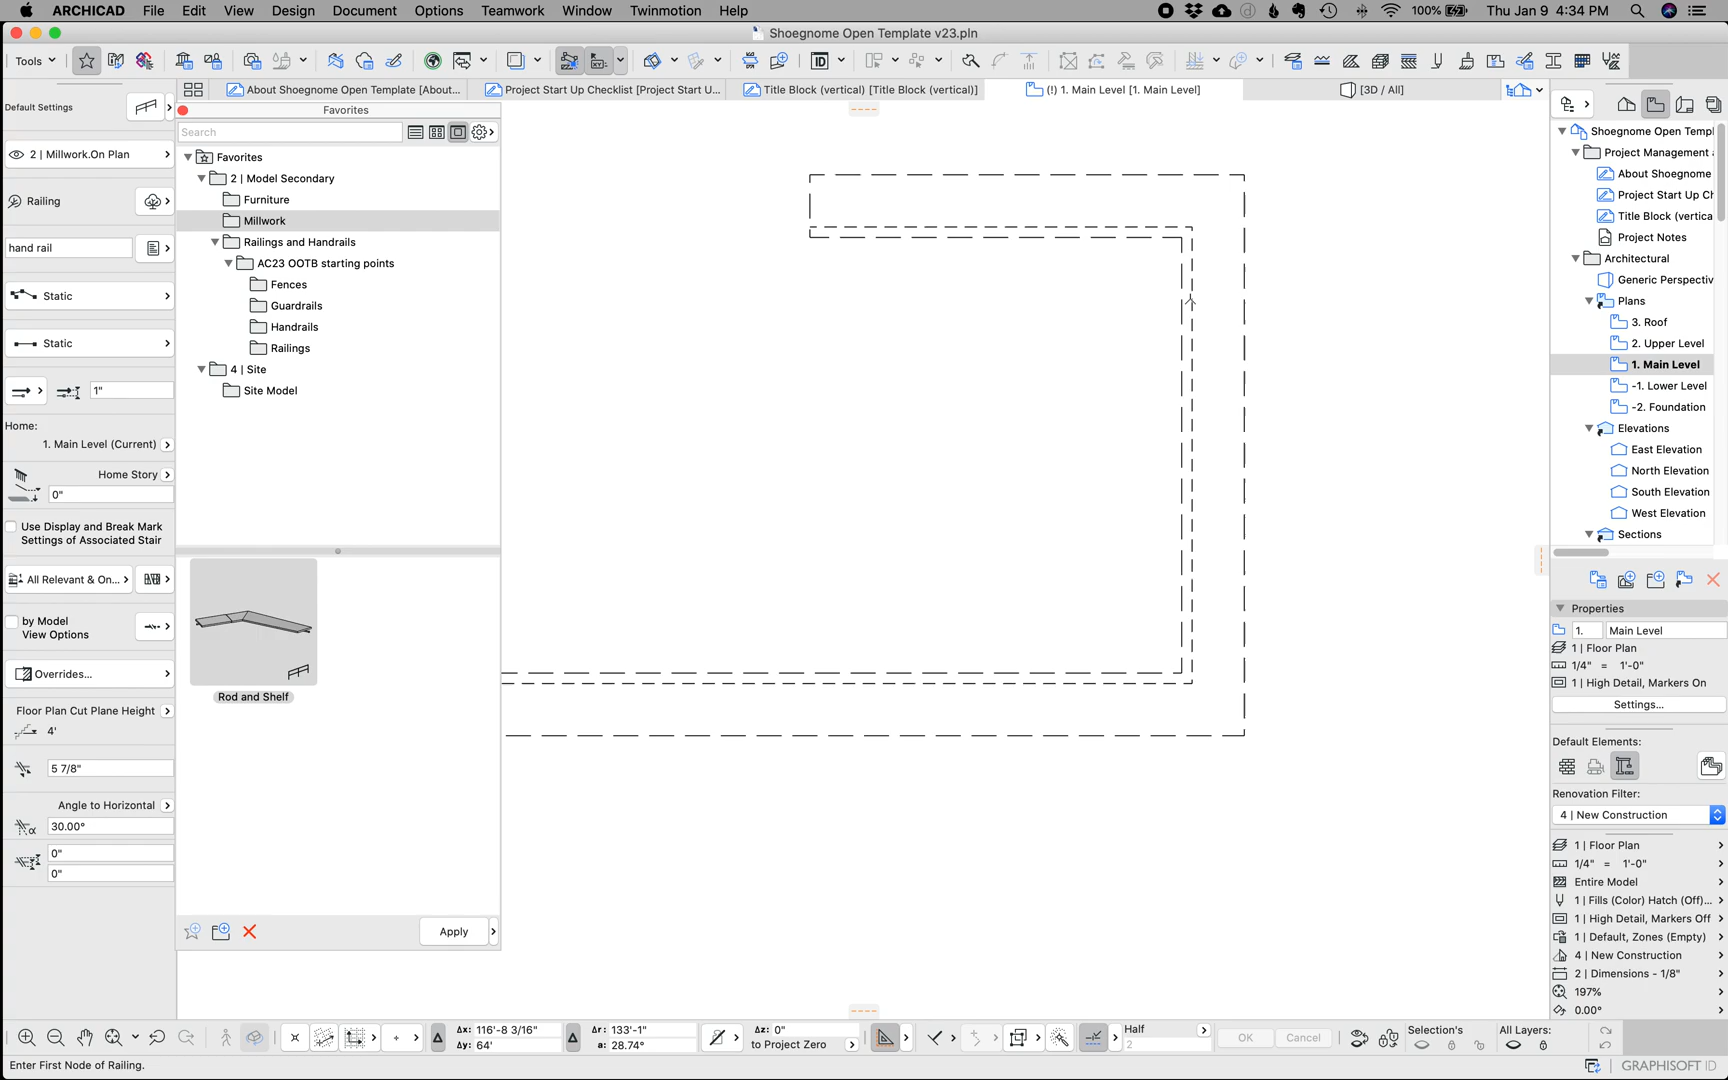 ARCHICAD File Edit View Design Document Options Teamwork Window Twinmotion Help
100% Thu Jan 9 4:34 PM
Shoegnome Open Template v23.pln
Tools
About Shoegnome Open Template [About...
Project Start Up Checklist [Project Start U...
Title Block (vertical) [Title Block (vertical)]
(!) 1. Main Level [1. Main Level]
[3D / All]
Default Settings
2 | Millwork.On Plan
Railing
hand rail
Static
Static
1"
Home:
1. Main Level (Current)
Home Story
0"
Use Display and Break Mark
Settings of Associated Stair
All Relevant & On...
by Model
View Options
Overrides...
Floor Plan Cut Plane Height
4'
5 7/8"
Angle to Horizontal
30.00°
0"
0"
Favorites
Search
Favorites
2 | Model Secondary
Furniture
Millwork
Railings and Handrails
AC23 OOTB starting points
Fences
Guardrails
Handrails
Railings
4 | Site
Site Model
Rod and Shelf
Apply
Shoegnome Open Templ
Project Management a
About Shoegnome
Project Start Up Ch
Title Block (vertica
Project Notes
Architectural
Generic Perspectiv
Plans
3. Roof
2. Upper Level
1. Main Level
-1. Lower Level
-2. Foundation
Elevations
East Elevation
North Elevation
South Elevation
West Elevation
Sections
Properties
1. Main Level
1 | Floor Plan
1/4" = 1'-0"
1 | High Detail, Markers On
Settings...
Default Elements:
Renovation Filter:
4 | New Construction
1 | Floor Plan
1/4" = 1'-0"
Entire Model
1 | Fills (Color) Hatch (Off)...
1 | High Detail, Markers Off
1 | Default, Zones (Empty)
4 | New Construction
2 | Dimensions - 1/8"
197%
0.00°
Δx: 116'-8 3/16"
Δy: 64'
Δr: 133'-1"
a: 28.74°
Δz: 0"
to Project Zero
Half
2
OK
Cancel
Selection's
All Layers:
Enter First Node of Railing.
GRAPHISOFT ID